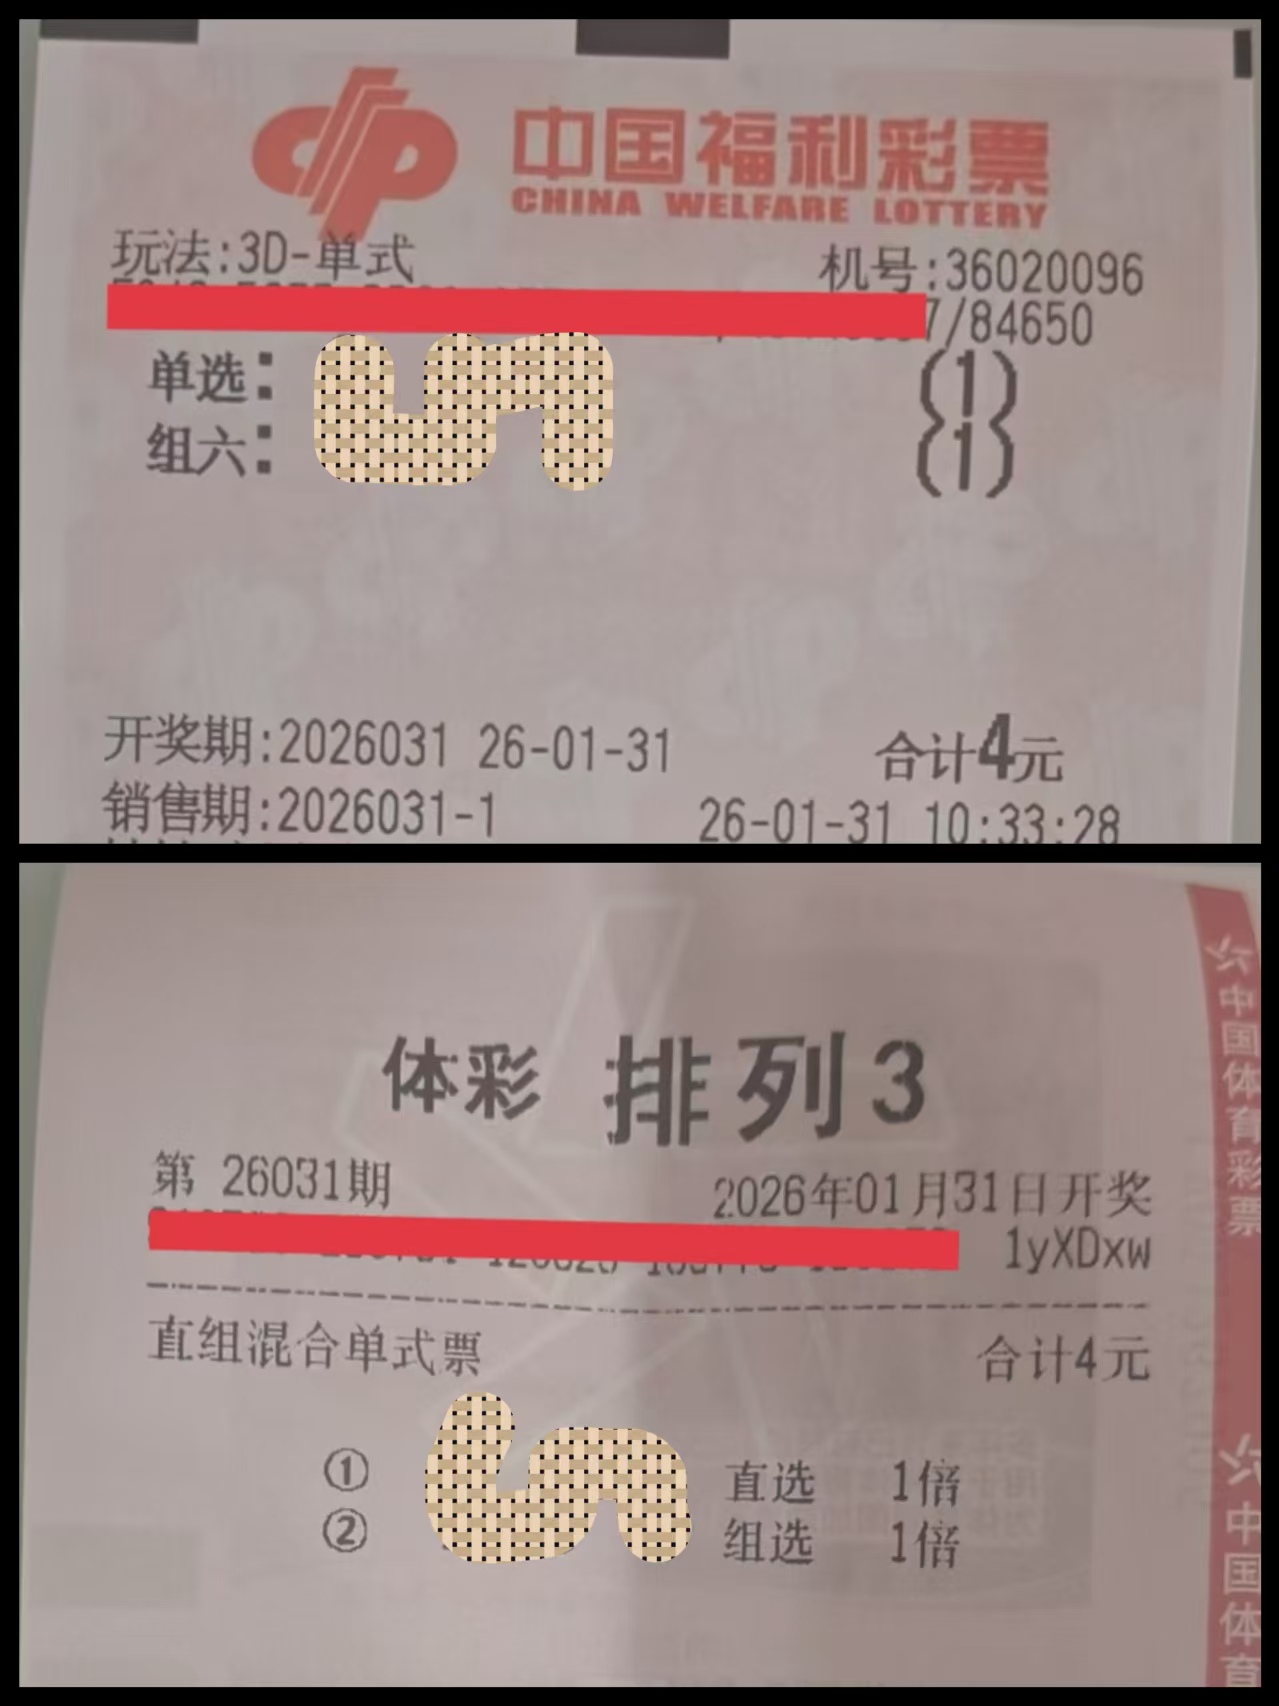 中国福利彩票
CHINA WELFARE LOTTERY
玩法:3D-单式 机号:36020096
7/84650
单选: (1)
组六: (1)
开奖期:2026031 26-01-31 合计4元
销售期:2026031-1 26-01-31 10:33:28
体彩 排列3
第 26031期 2026年01月31日开奖
1yXDxw
直组混合单式票 合计4元
① 直选 1倍
② 组选 1倍
中国体育彩票
中国体育